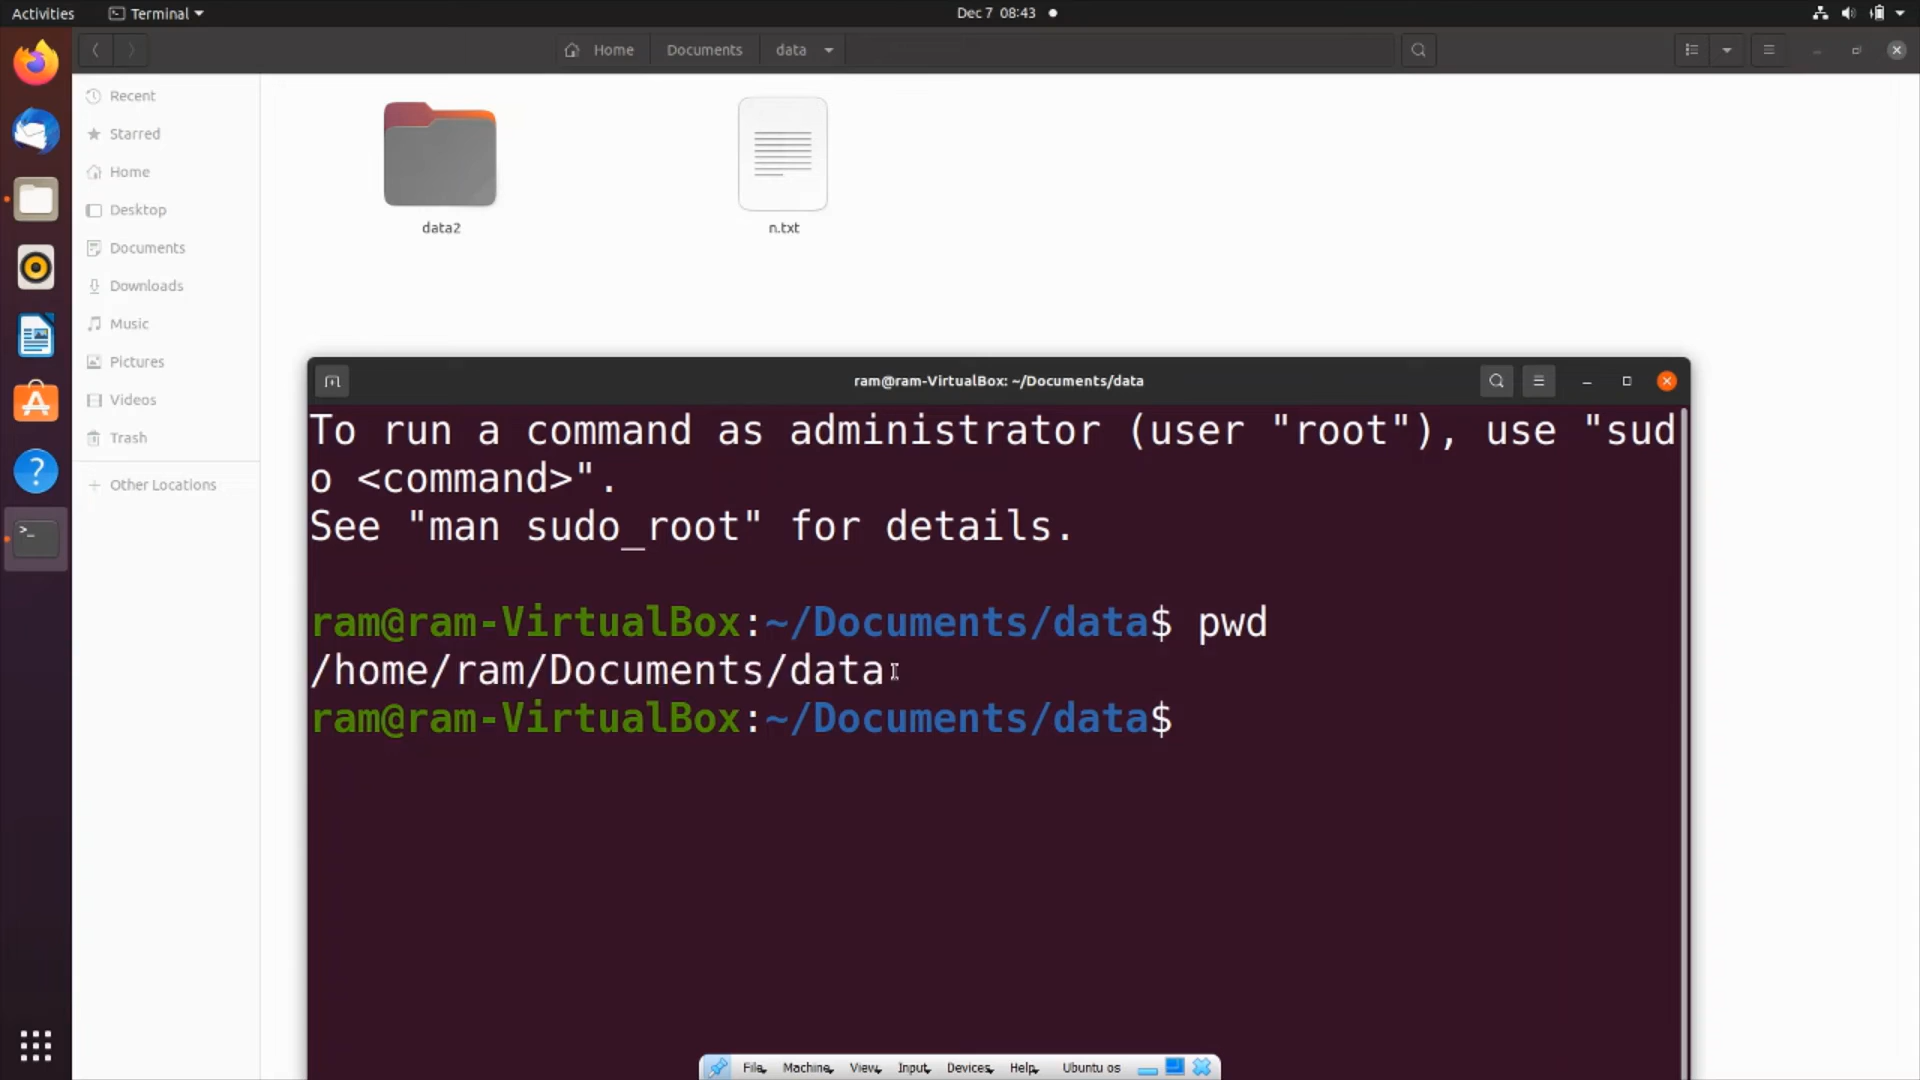 Activities Terminal Dec 7 08:43
Home Documents data
Recent
Starred
Home
Desktop
Documents
Downloads
Music
Pictures
Videos
Trash
Other Locations
data2 n.txt
ram@ram-VirtualBox: ~/Documents/data
To run a command as administrator (user "root"), use "sud
o <command>".
See "man sudo_root" for details.
ram@ram-VirtualBox:~/Documents/data$ pwd
/home/ram/Documents/data
ram@ram-VirtualBox:~/Documents/data$
File Machine View Input Devices Help Ubuntu os